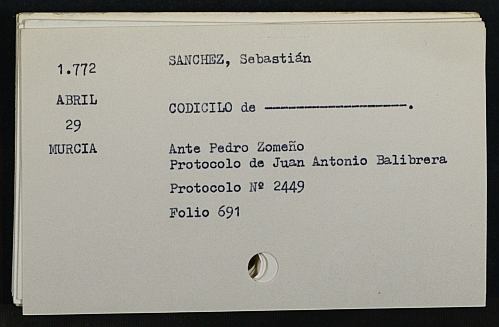 1.772
ABRIL
29
MURCIA
SANCHEZ, Sebastián
CODICILO de ------------------.
Ante Pedro Zomeño
Protocolo de Juan Antonio Balibrera
Protocolo Nº 2449
Folio 691